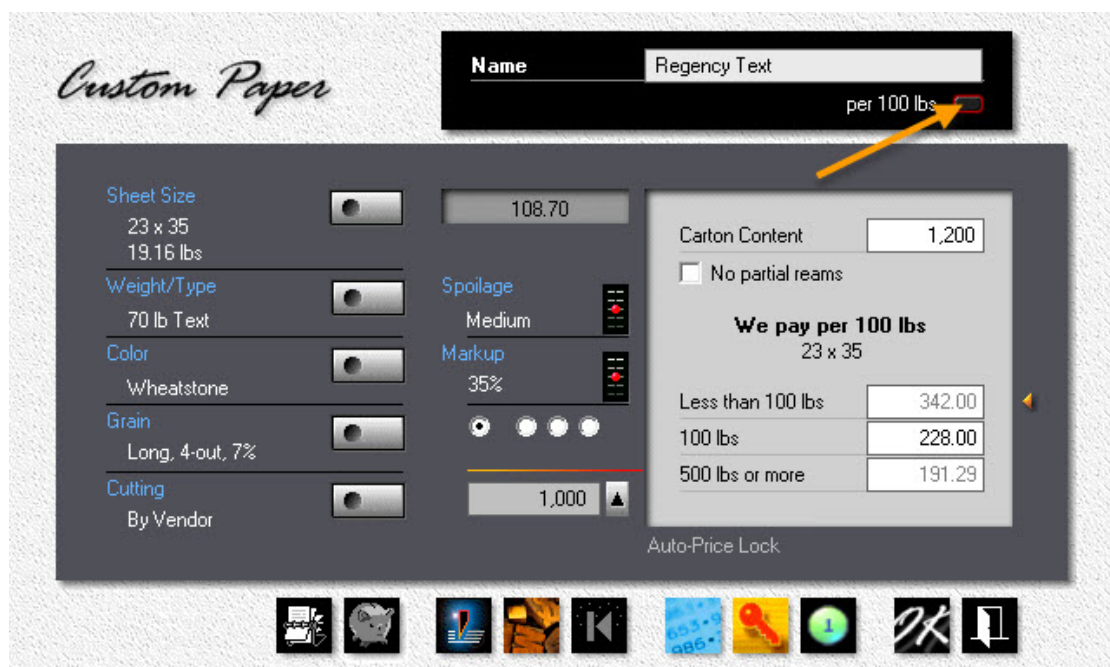 Custom Paper
Name
Regency Text
per 100 lbs
Sheet Size
23 x 35
19.16 lbs
Weight/Type
70 lb Text
Color
Wheatstone
Grain
Long, 4-out, 7%
Cutting
By Vendor
108.70
Spoilage
Medium
Markup
35%
1,000
Carton Content 1,200
No partial reams
We pay per 100 lbs
23 x 35
Less than 100 lbs 342.00
100 lbs 228.00
500 lbs or more 191.29
Auto-Price Lock
1
OK